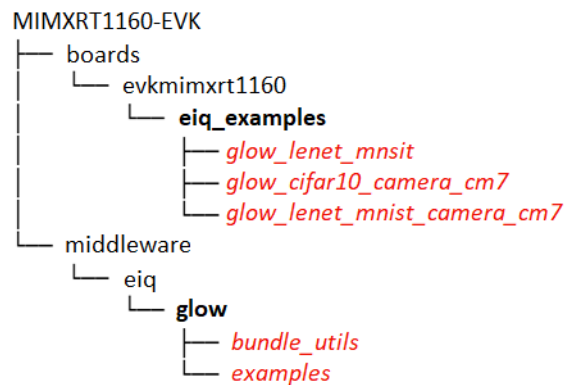 MIMXRT1160-EVK
boards
evkmimxrt1160
eiq_examples
glow_lenet_mnsit
glow_cifar10_camera_cm7
glow_lenet_mnist_camera_cm7
middleware
eiq
glow
bundle_utils
examples